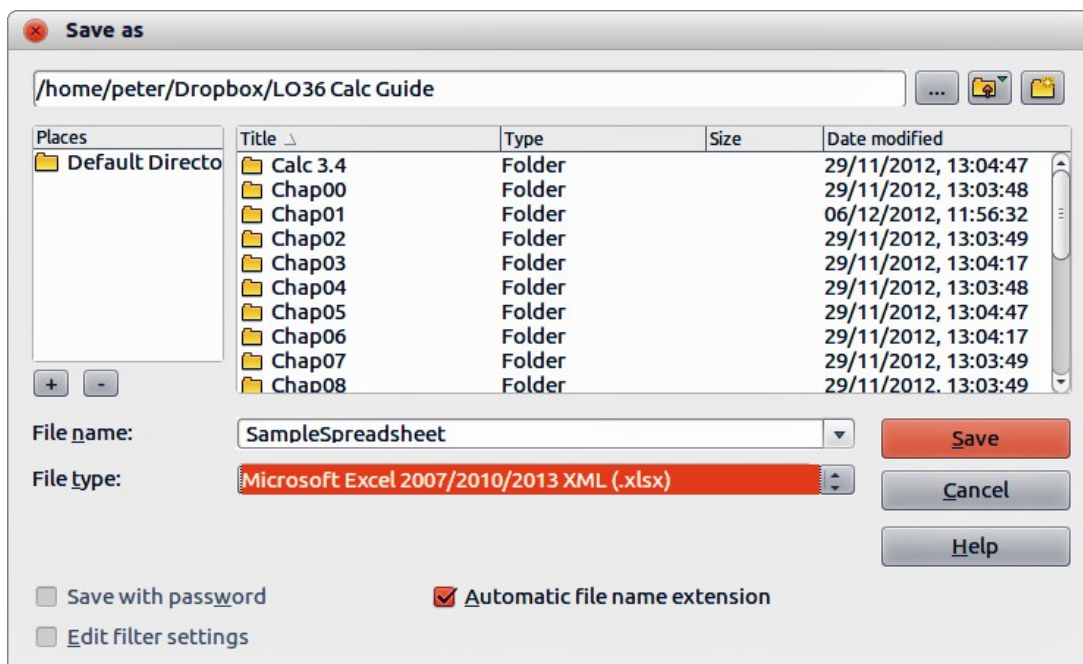 Save as
/home/peter/Dropbox/LO36 Calc Guide ...
Places Title Type Size Date modified
Default Directo Calc 3.4 Folder 29/11/2012, 13:04:47
Chap00 Folder 29/11/2012, 13:03:48
Chap01 Folder 06/12/2012, 11:56:32
Chap02 Folder 29/11/2012, 13:03:49
Chap03 Folder 29/11/2012, 13:04:17
Chap04 Folder 29/11/2012, 13:03:48
Chap05 Folder 29/11/2012, 13:04:47
Chap06 Folder 29/11/2012, 13:04:17
Chap07 Folder 29/11/2012, 13:03:49
Chap08 Folder 29/11/2012, 13:03:49
+ -
File name: SampleSpreadsheet Save
File type: Microsoft Excel 2007/2010/2013 XML (.xlsx) Cancel
Help
Save with password Automatic file name extension
Edit filter settings